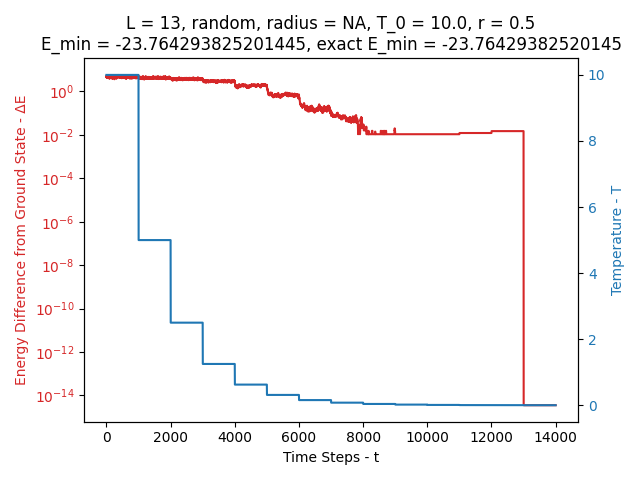 L = 13, random, radius = NA, T_0 = 10.0, r = 0.5
E_min = -23.764293825201445, exact E_min = -23.76429382520145
Energy Difference from Ground State - ΔE
10⁰
10⁻²
10⁻⁴
10⁻⁶
10⁻⁸
10⁻¹⁰
10⁻¹²
10⁻¹⁴
10
8
6
4
2
0
Temperature - T
0 2000 4000 6000 8000 10000 12000 14000
Time Steps - t